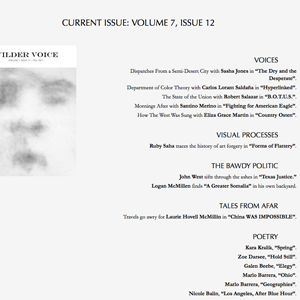 CURRENT ISSUE: VOLUME 7, ISSUE 12
WILDER VOICE
VOICES
Dispatches From a Semi-Desert City with Sasha Jones in "The Dry and the
Desperate".
Department of Color Theory with Carlos Lorant Saldaña in "Hyperlinked".
The State of the Union with Robert Salazar in "B.O.T.U.S."
Mornings After with Santino Merino in "Fighting for American Eagle".
How The West Was Sung with Eliza Grace Martin in "Country Outen".
VISUAL PROCESSES
Ruby Saha traces the history of art forgery in "Forms of Flattery".
THE BAWDY POLITIC
John West sifts through the ashes in "Texas Justice."
Logan McMillen finds "A Greater Somalia" in his own backyard.
TALES FROM AFAR
Travels go awry for Laurie Hovell McMillin in "China WAS IMPOSSIBLE".
POETRY
Kara Kralik, "Spring".
Zoe Darsee, "Hold Still".
Galen Beebe, "Elegy".
Mario Barrera, "Ohio".
Mario Barrera, "Geographies".
Nicole Balin, "Los Angeles, After Blue Hour".